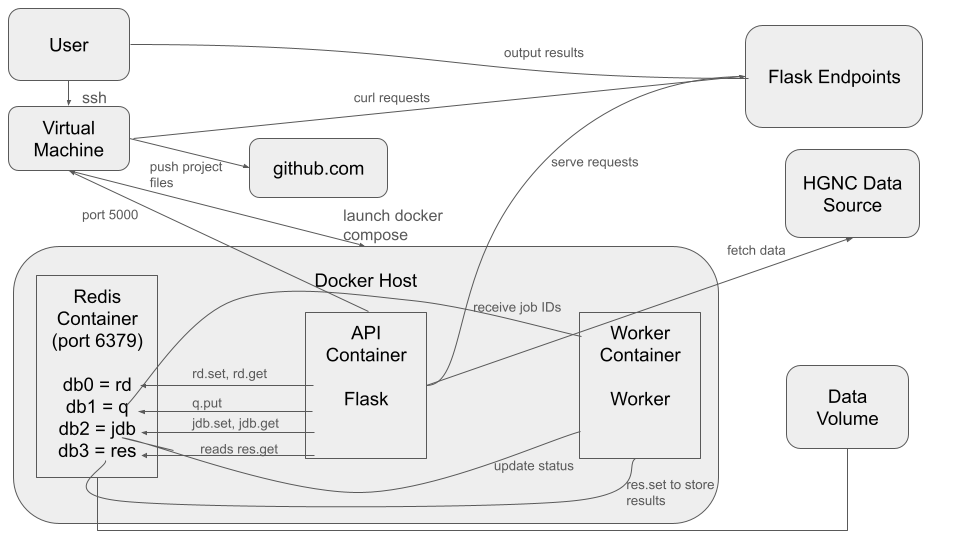 User
output results
Flask Endpoints
ssh
curl requests
Virtual
Machine
push project
files
github.com
serve requests
HGNC Data
Source
port 5000
launch docker
compose
fetch data
Docker Host
Redis
Container
(port 6379)
receive job IDs
API
Container
Flask
Worker
Container
Worker
db0 = rd
db1 = q
db2 = jdb
db3 = res
rd.set, rd.get
q.put
jdb.set, jdb.get
reads res.get
update status
res.set to store
results
Data
Volume